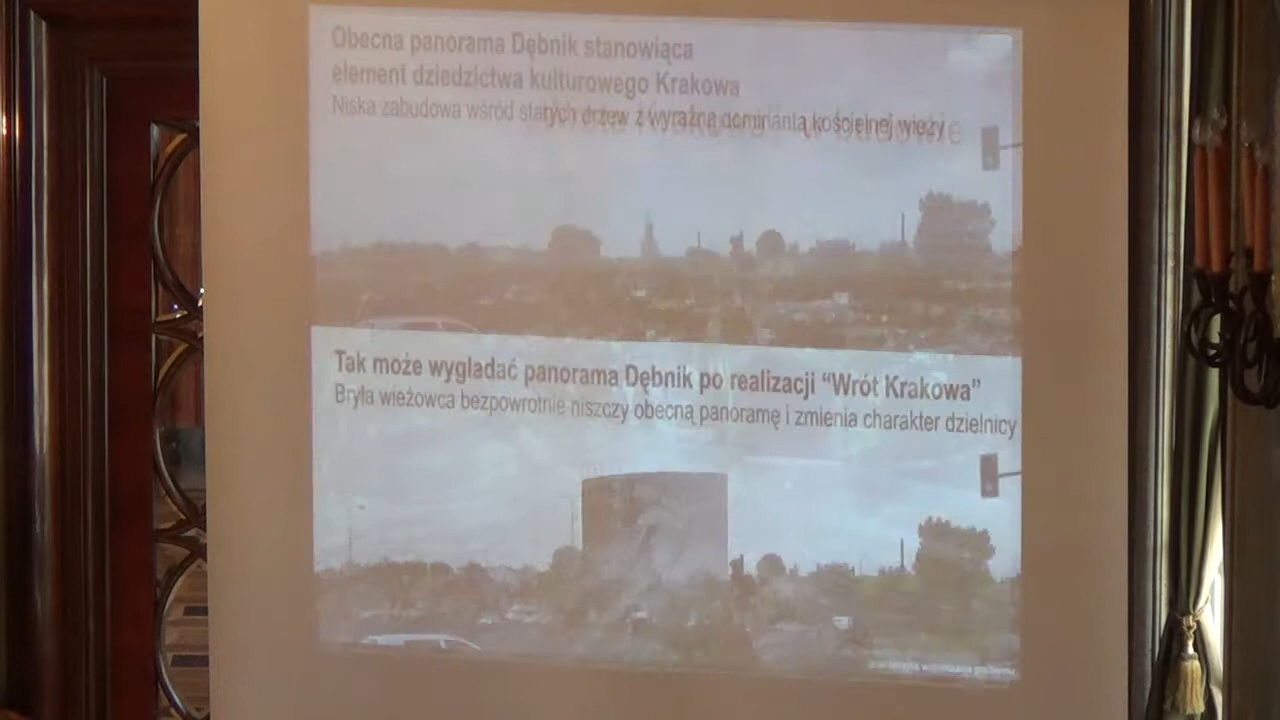 Obecna panorama Dębnik stanowiąca
element dziedzictwa kulturowego Krakowa
Niska zabudowa wśród starych drzew z wyraźną dominantą kościelnej wieży
Tak może wyglądać panorama Dębnik po realizacji “Wrót Krakowa”
Bryła wieżowca bezpowrotnie niszczy obecną panoramę i zmienia charakter dzielnicy